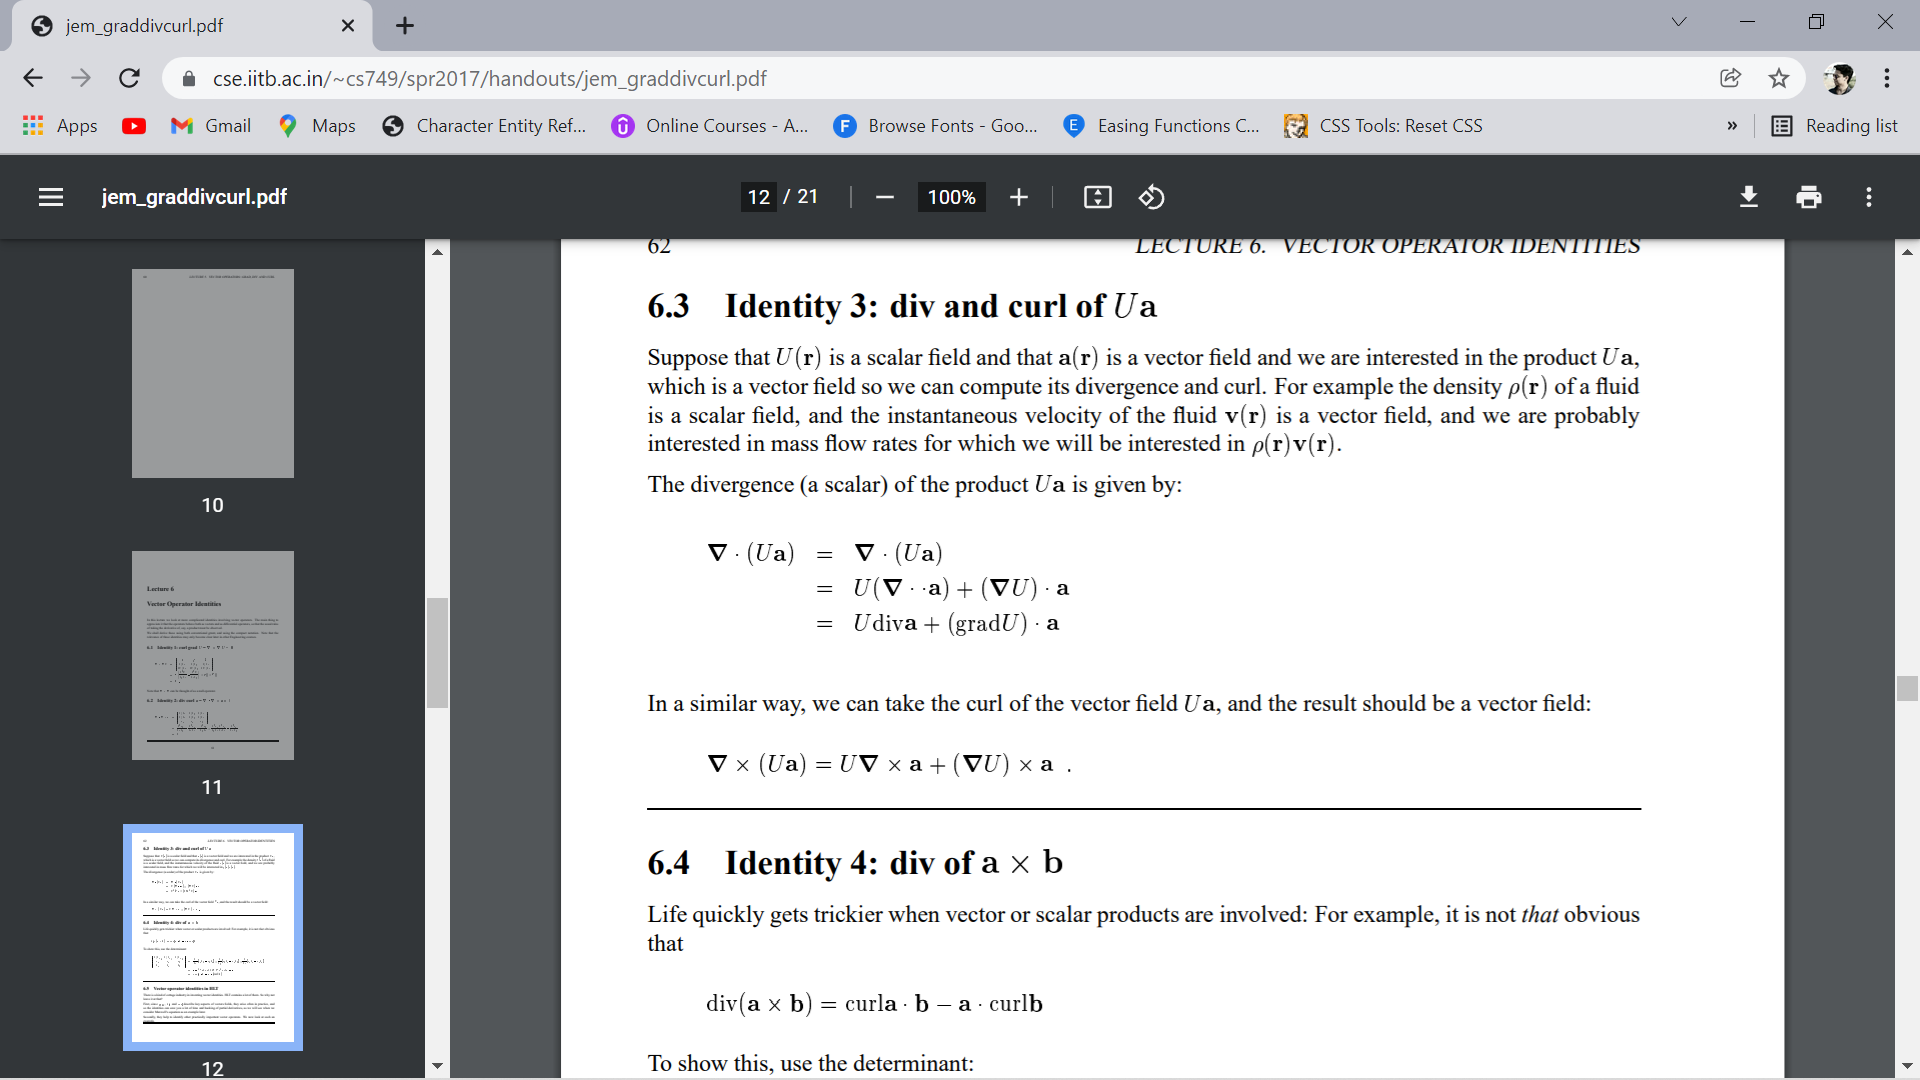 jem_graddivcurl.pdf
cse.iitb.ac.in/~cs749/spr2017/handouts/jem_graddivcurl.pdf
Apps Gmail Maps Character Entity Ref... Online Courses - A... F Browse Fonts - Goo... E Easing Functions C... CSS Tools: Reset CSS » Reading list
jem_graddivcurl.pdf 12 / 21 100%
10
Lecture 6
Vector Operator Identities
11
12
62 LECTURE 6. VECTOR OPERATOR IDENTITIES
6.3 Identity 3: div and curl of Ua
Suppose that U(r) is a scalar field and that a(r) is a vector field and we are interested in the product Ua,
which is a vector field so we can compute its divergence and curl. For example the density ρ(r) of a fluid
is a scalar field, and the instantaneous velocity of the fluid v(r) is a vector field, and we are probably
interested in mass flow rates for which we will be interested in ρ(r)v(r).
The divergence (a scalar) of the product Ua is given by:
∇ · (Ua) = ∇ · (Ua)
= U(∇ · ·a) + (∇U) · a
= Udiva + (gradU) · a
In a similar way, we can take the curl of the vector field Ua, and the result should be a vector field:
∇ × (Ua) = U∇ × a + (∇U) × a .
6.4 Identity 4: div of a × b
Life quickly gets trickier when vector or scalar products are involved: For example, it is not that obvious
that
div(a × b) = curla · b − a · curlb
To show this, use the determinant: